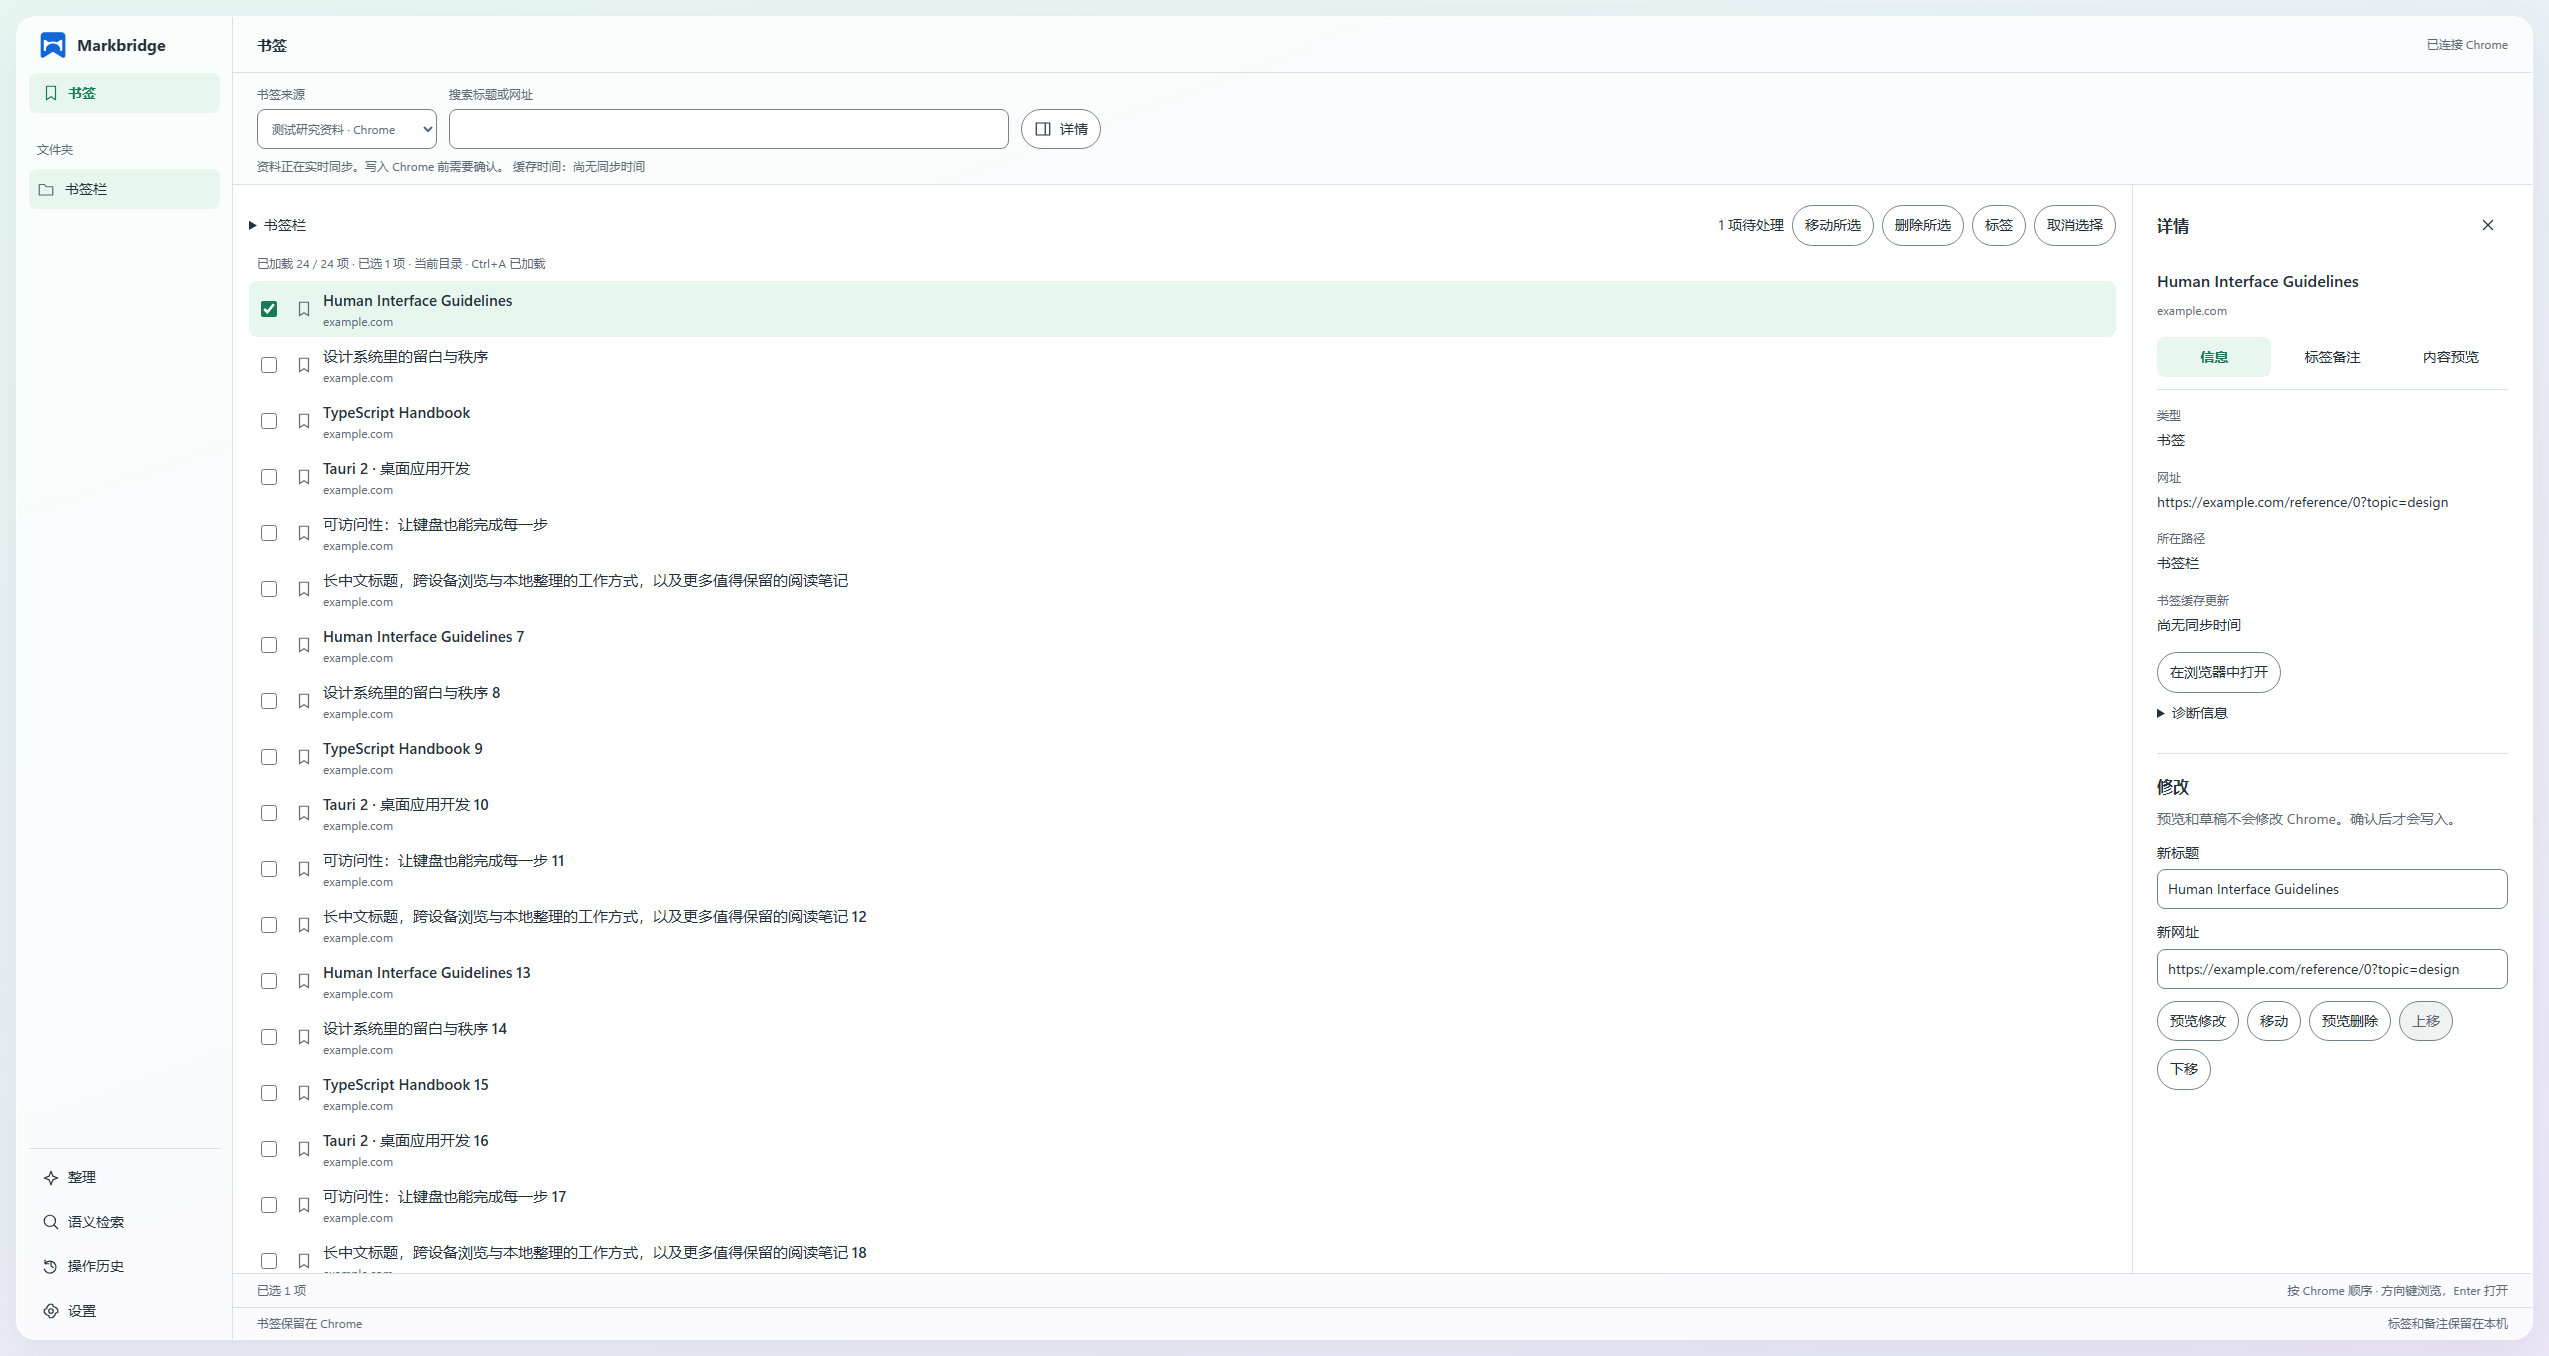 Markbridge
书签
文件夹
书签栏
整理
语义检索
操作历史
设置
书签
已连接 Chrome
书签来源
搜索标题或网址
测试研究资料 · Chrome
详情
资料正在实时同步。写入 Chrome 前需要确认。 缓存时间：尚无同步时间
书签栏
1 项待处理
移动所选
删除所选
标签
取消选择
已加载 24 / 24 项 · 已选 1 项 · 当前目录 · Ctrl+A 已加载
Human Interface Guidelines
example.com
设计系统里的留白与秩序
example.com
TypeScript Handbook
example.com
Tauri 2 · 桌面应用开发
example.com
可访问性：让键盘也能完成每一步
example.com
长中文标题，跨设备浏览与本地整理的工作方式，以及更多值得保留的阅读笔记
example.com
Human Interface Guidelines 7
example.com
设计系统里的留白与秩序 8
example.com
TypeScript Handbook 9
example.com
Tauri 2 · 桌面应用开发 10
example.com
可访问性：让键盘也能完成每一步 11
example.com
长中文标题，跨设备浏览与本地整理的工作方式，以及更多值得保留的阅读笔记 12
example.com
Human Interface Guidelines 13
example.com
设计系统里的留白与秩序 14
example.com
TypeScript Handbook 15
example.com
Tauri 2 · 桌面应用开发 16
example.com
可访问性：让键盘也能完成每一步 17
example.com
长中文标题，跨设备浏览与本地整理的工作方式，以及更多值得保留的阅读笔记 18
详情
Human Interface Guidelines
example.com
信息
标签备注
内容预览
类型
书签
网址
https://example.com/reference/0?topic=design
所在路径
书签栏
书签缓存更新
尚无同步时间
在浏览器中打开
诊断信息
修改
预览和草稿不会修改 Chrome。确认后才会写入。
新标题
Human Interface Guidelines
新网址
https://example.com/reference/0?topic=design
预览修改
移动
预览删除
上移
下移
已选 1 项
按 Chrome 顺序 · 方向键浏览，Enter 打开
书签保留在 Chrome
标签和备注保留在本机